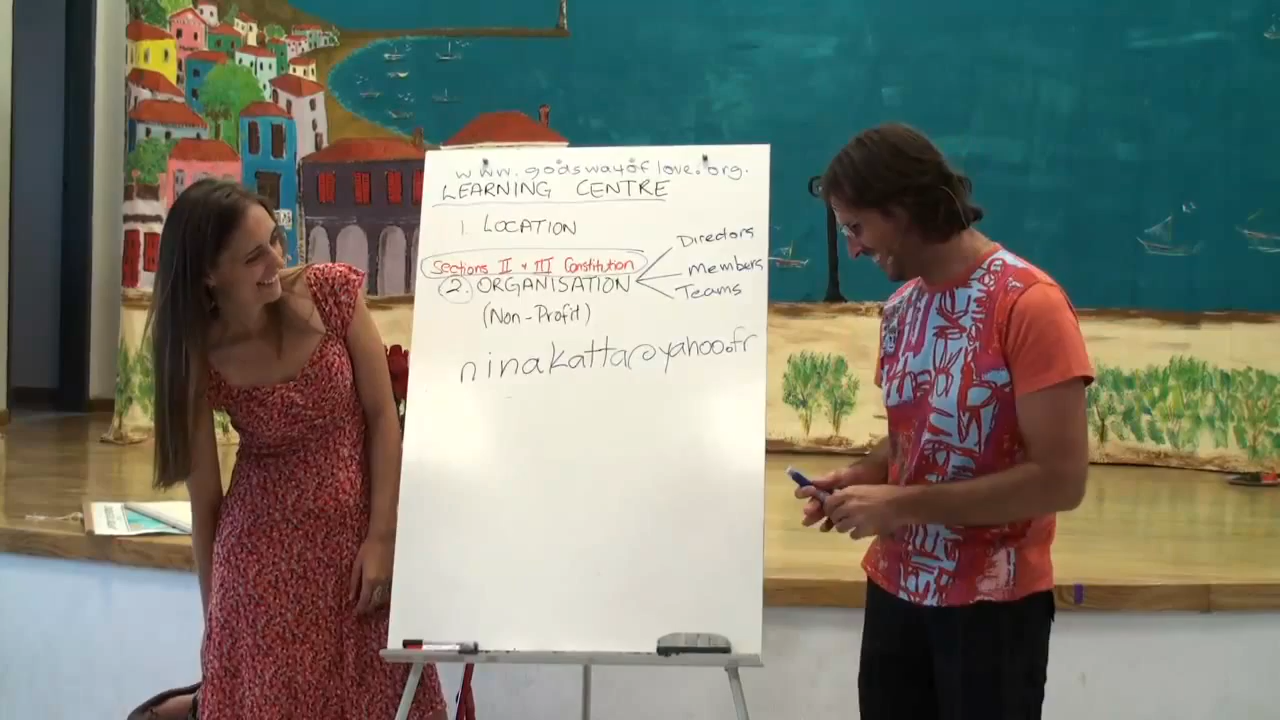 www.godswayoflove.org.
LEARNING CENTRE
1. LOCATION
Sections II + III Constitution
2. ORGANISATION
(Non-Profit)
Directors
Members
Teams
ninakatta@yahoo.fr